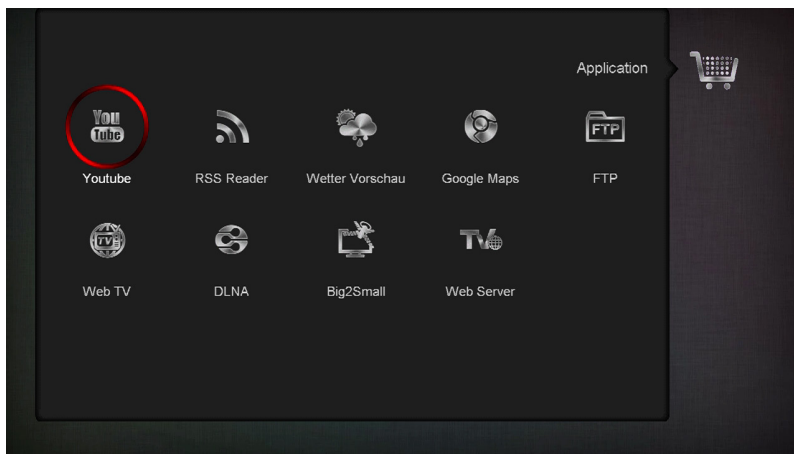 Application
You
Tube
FTP
Youtube
RSS Reader
Wetter Vorschau
Google Maps
FTP
TV
TV
Web TV
DLNA
Big2Small
Web Server